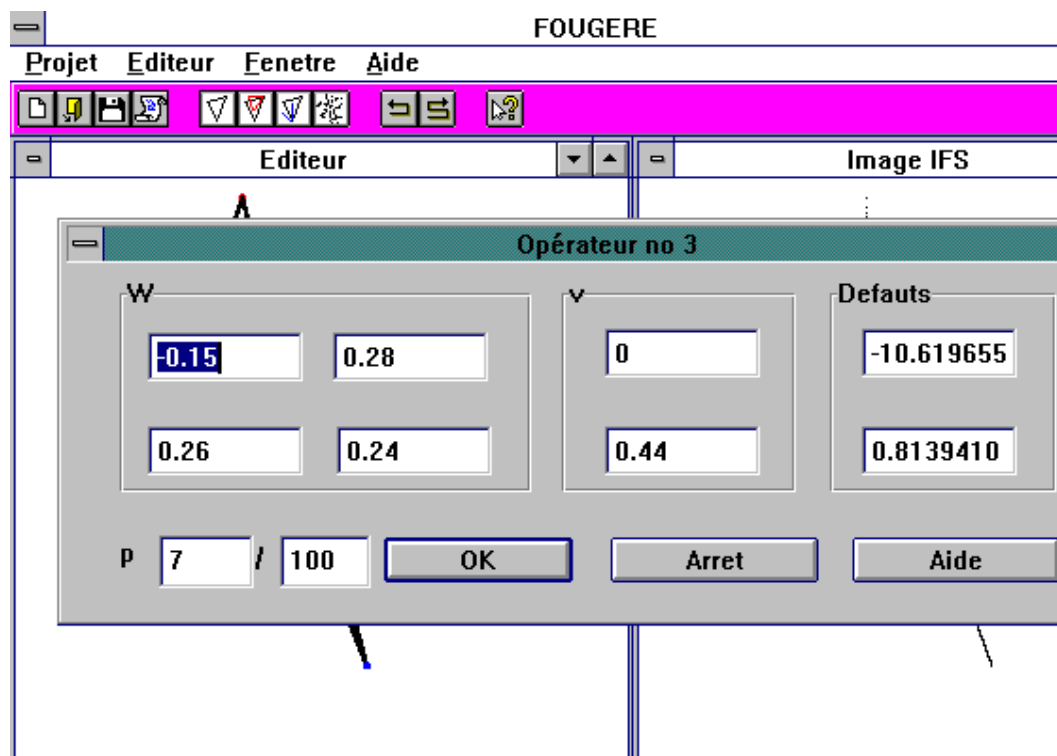 FOUGERE
Projet Editeur Fenetre Aide
Editeur Image IFS
Opérateur no 3
W v Defauts
-0.15 0.28 0 -10.619655
0.26 0.24 0.44 0.8139410
p 7 / 100 OK Arret Aide